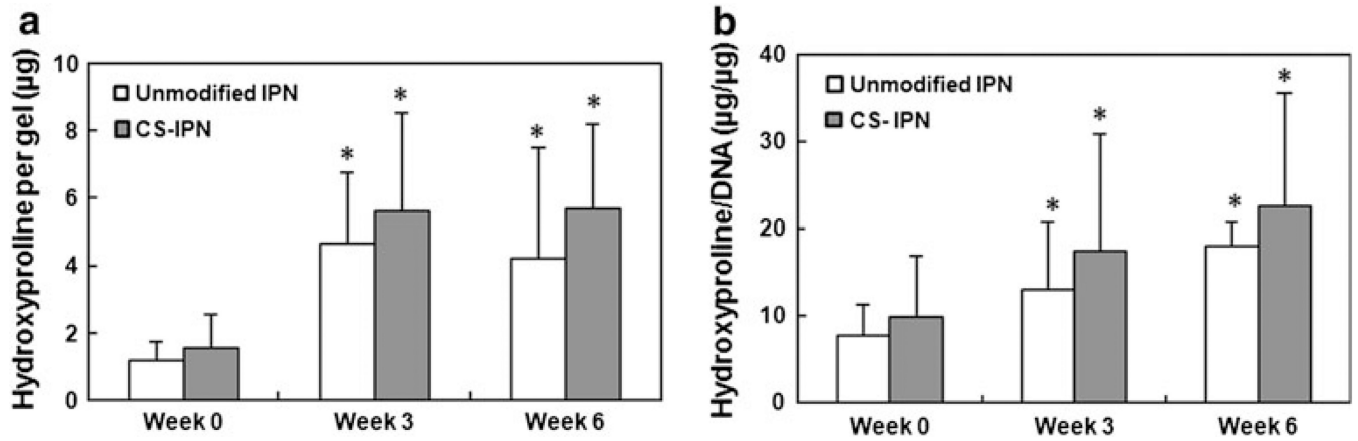 a
Hydroxyproline per gel (µg)
10
8
6
4
2
0
Unmodified IPN
CS-IPN
*
*
*
*
Week 0
Week 3
Week 6
b
Hydroxyproline/DNA (µg/µg)
40
30
20
10
0
Unmodified IPN
CS- IPN
*
*
*
*
Week 0
Week 3
Week 6